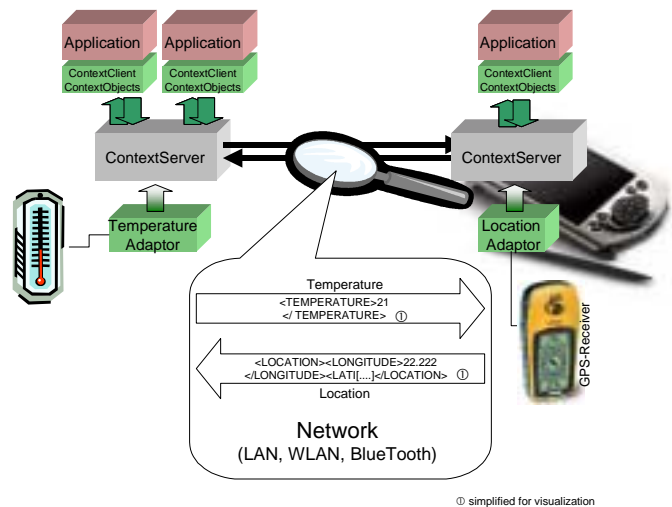 Application
Application
Application
ContextClient
ContextObjects
ContextClient
ContextObjects
ContextClient
ContextObjects
ContextServer
ContextServer
Temperature
Adaptor
Location
Adaptor
GPS-Receiver
Temperature
<TEMPERATURE>21
</ TEMPERATURE> ①
<LOCATION><LONGITUDE>22.222
</LONGITUDE><LATI[....]</LOCATION> ①
Location
Network
(LAN, WLAN, BlueTooth)
① simplified for visualization